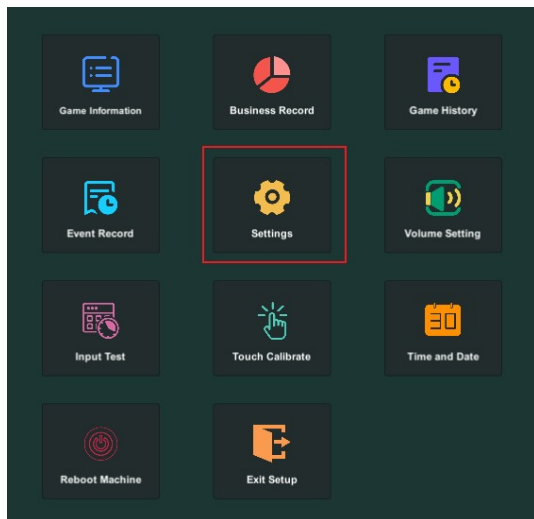 Game Information
Business Record
Game History
Event Record
Settings
Volume Setting
Input Test
Touch Calibrate
30
Time and Date
Reboot Machine
Exit Setup